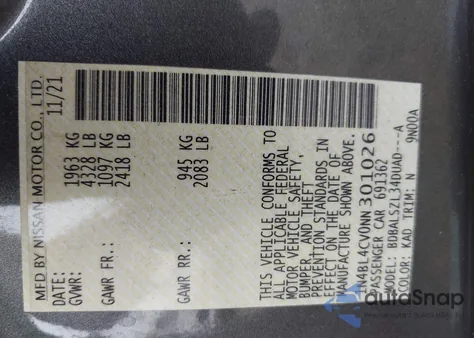 MFD BY NISSAN MOTOR CO., LTD.
DATE: 11/21
GVWR: 1963 KG
4328 LB
GAWR FR.: 1097 KG
2418 LB
GAWR RR.: 945 KG
2083 LB
THIS VEHICLE CONFORMS TO
ALL APPLICABLE FEDERAL
MOTOR VEHICLE SAFETY,
BUMPER, AND THEFT
PREVENTION STANDARDS IN
EFFECT ON THE DATE OF
MANUFACTURE SHOWN ABOVE.
1N4BL4CV0NN301026
PASSENGER CAR 691362
MODEL: BDBALSZL34DUAD---A
COLOR: KAD TRIM: N 9N00A
autoSnap